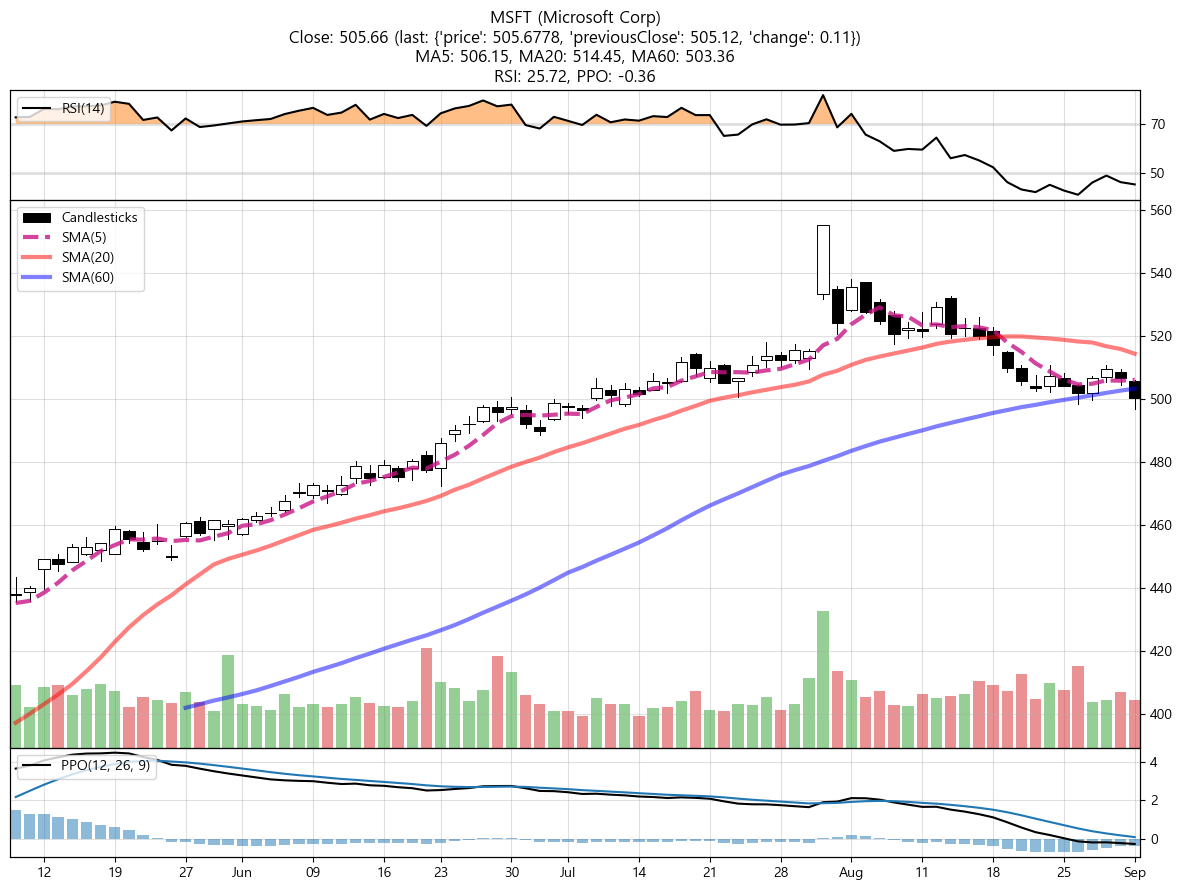 MSFT (Microsoft Corp)
Close: 505.66 (last: {'price': 505.6778, 'previousClose': 505.12, 'change': 0.11})
MA5: 506.15, MA20: 514.45, MA60: 503.36
RSI: 25.72, PPO: -0.36
RSI(14)
70
50
Candlesticks
SMA(5)
SMA(20)
SMA(60)
560
540
520
500
480
460
440
420
400
PPO(12, 26, 9)
4
2
0
12 19 27 Jun 09 16 23 30 Jul 14 21 28 Aug 11 18 25 Sep